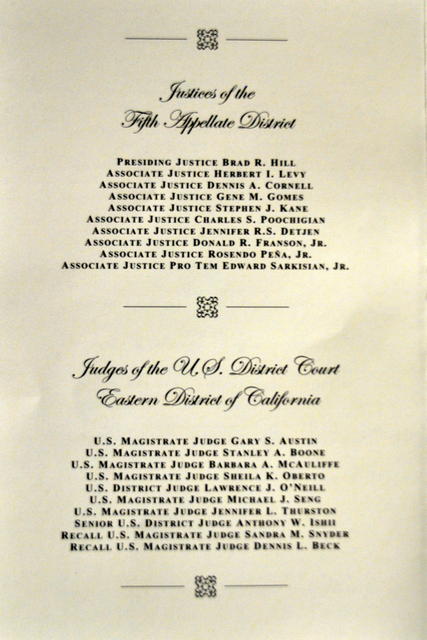 Justices of the
Fifth Appellate District
PRESIDING JUSTICE BRAD R. HILL
ASSOCIATE JUSTICE HERBERT I. LEVY
ASSOCIATE JUSTICE DENNIS A. CORNELL
ASSOCIATE JUSTICE GENE M. GOMES
ASSOCIATE JUSTICE STEPHEN J. KANE
ASSOCIATE JUSTICE CHARLES S. POOCHIGIAN
ASSOCIATE JUSTICE JENNIFER R.S. DETJEN
ASSOCIATE JUSTICE DONALD R. FRANSON, JR.
ASSOCIATE JUSTICE ROSENDO PEÑA, JR.
ASSOCIATE JUSTICE PRO TEM EDWARD SARKISIAN, JR.
Judges of the U.S. District Court
Eastern District of California
U.S. MAGISTRATE JUDGE GARY S. AUSTIN
U.S. MAGISTRATE JUDGE STANLEY A. BOONE
U.S. MAGISTRATE JUDGE BARBARA A. MCAULIFFE
U.S. MAGISTRATE JUDGE SHEILA K. OBERTO
U.S. DISTRICT JUDGE LAWRENCE J. O'NEILL
U.S. MAGISTRATE JUDGE MICHAEL J. SENG
U.S. MAGISTRATE JUDGE JENNIFER L. THURSTON
SENIOR U.S. DISTRICT JUDGE ANTHONY W. ISHII
RECALL U.S. MAGISTRATE JUDGE SANDRA M. SNYDER
RECALL U.S. MAGISTRATE JUDGE DENNIS L. BECK